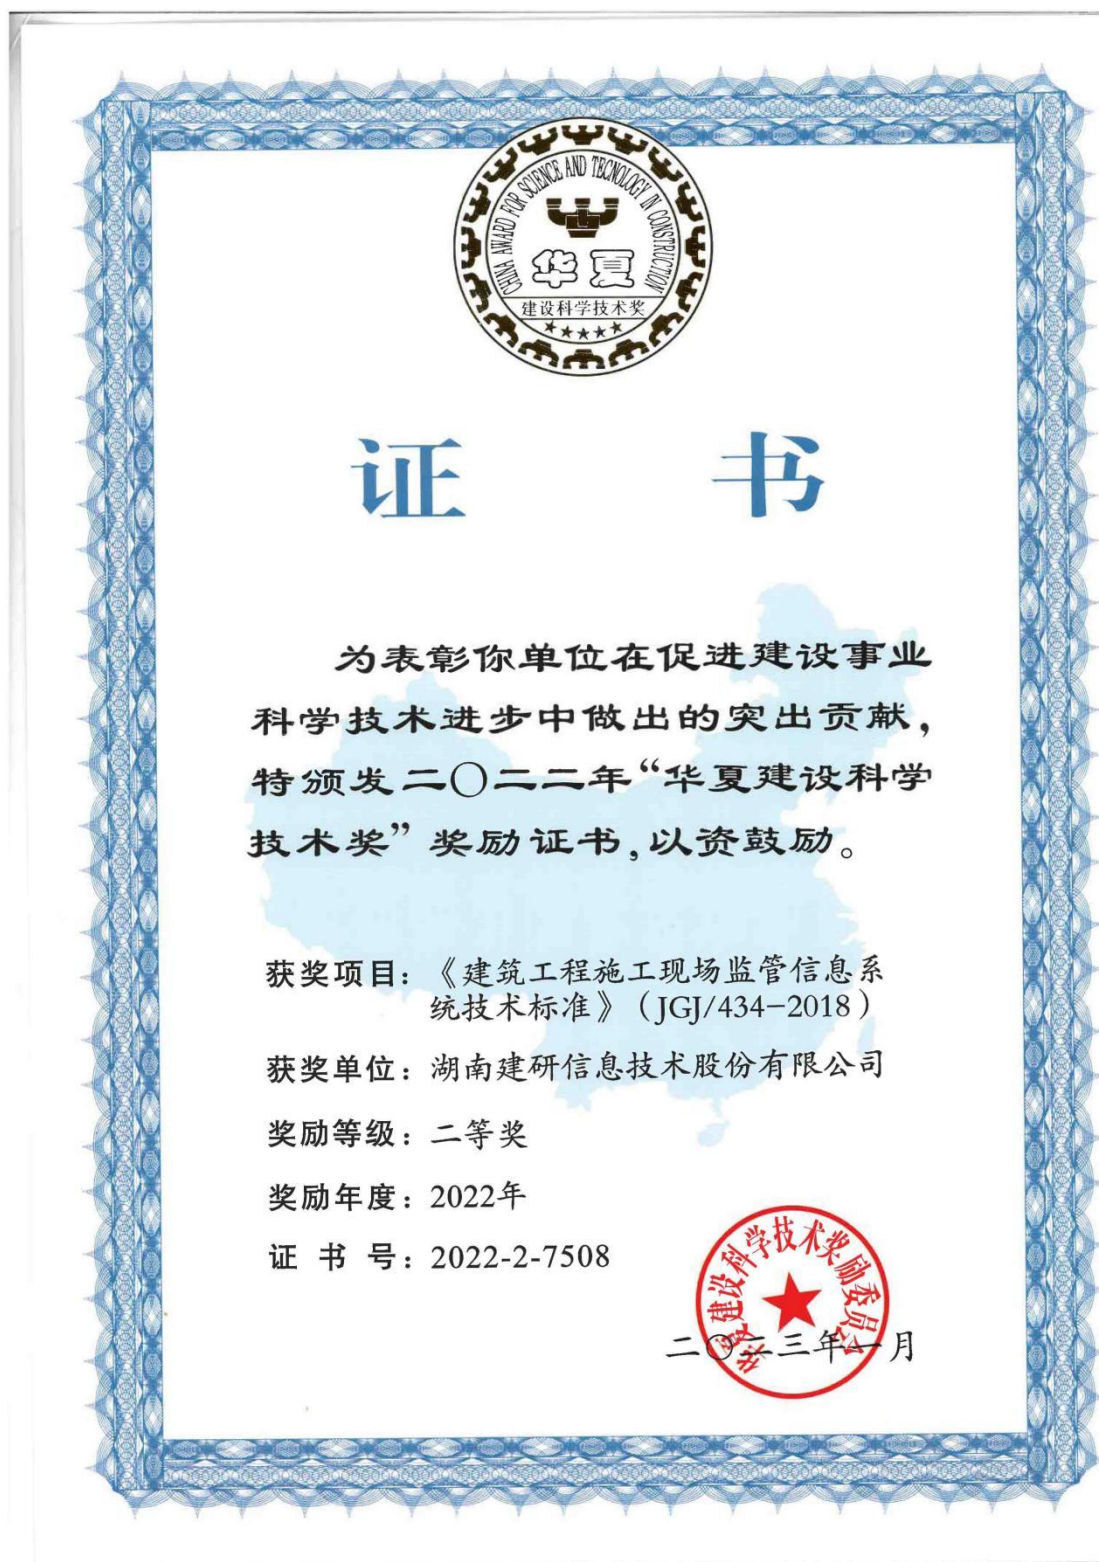 CHINA AWARD FOR SCIENCE AND TECNOLOGY IN CONSTRUCTION
华夏
建设科学技术奖
证 书
为表彰你单位在促进建设事业
科学技术进步中做出的突出贡献，
特颁发二〇二二年“华夏建设科学
技术奖”奖励证书，以资鼓励。
获奖项目：《建筑工程施工现场监管信息系
统技术标准》（JGJ/434-2018）
获奖单位：湖南建研信息技术股份有限公司
奖励等级：二等奖
奖励年度：2022年
证 书 号：2022-2-7508
华夏建设科学技术奖励委员会
二〇二三年一月